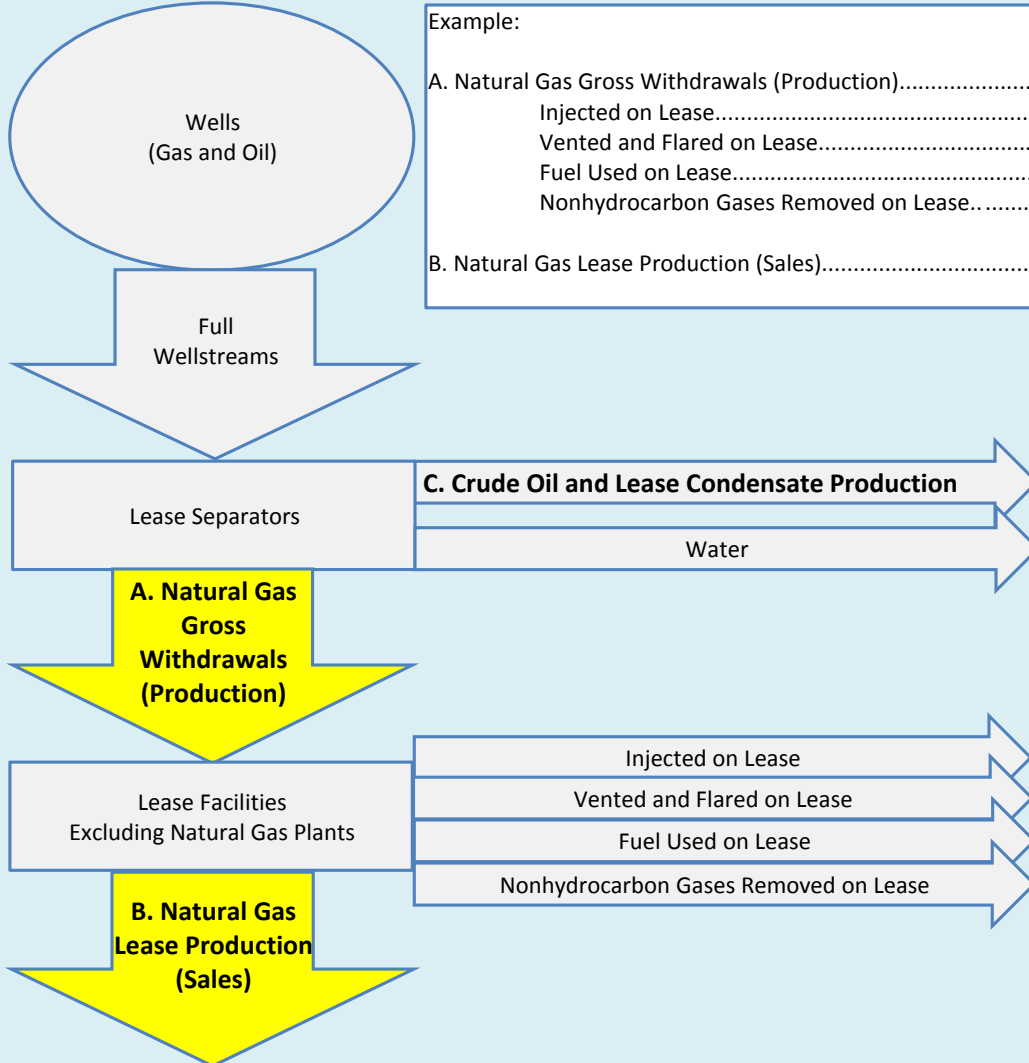 Example:
A. Natural Gas Gross Withdrawals (Production)....................
Injected on Lease................................................
Vented and Flared on Lease................................
Fuel Used on Lease.............................................
Nonhydrocarbon Gases Removed on Lease.. .......
B. Natural Gas Lease Production (Sales)................................
Wells
(Gas and Oil)
Full
Wellstreams
Lease Separators
C. Crude Oil and Lease Condensate Production
Water
A. Natural Gas
Gross
Withdrawals
(Production)
Lease Facilities
Excluding Natural Gas Plants
Injected on Lease
Vented and Flared on Lease
Fuel Used on Lease
Nonhydrocarbon Gases Removed on Lease
B. Natural Gas
Lease Production
(Sales)